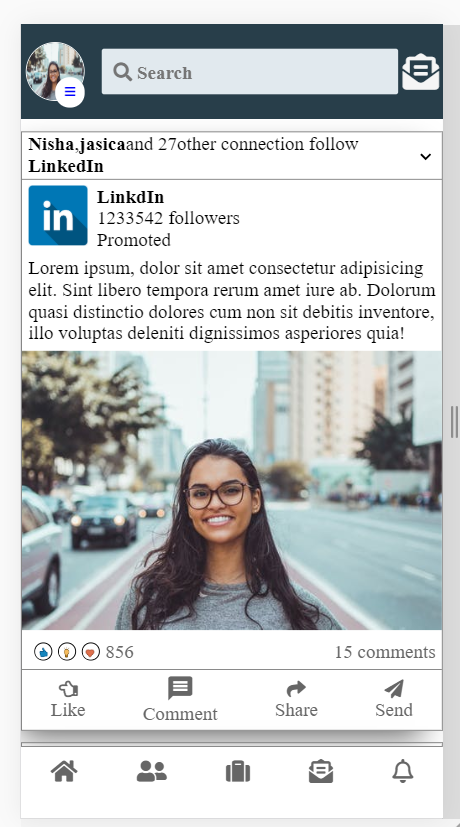 Search
Nisha,jasicaand 27other connection follow
LinkedIn
in
LinkdIn
1233542 followers
Promoted
Lorem ipsum, dolor sit amet consectetur adipisicing
elit. Sint libero tempora rerum amet iure ab. Dolorum
quasi distinctio dolores cum non sit debitis inventore,
illo voluptas deleniti dignissimos asperiores quia!
856 15 comments
Like Comment Share Send